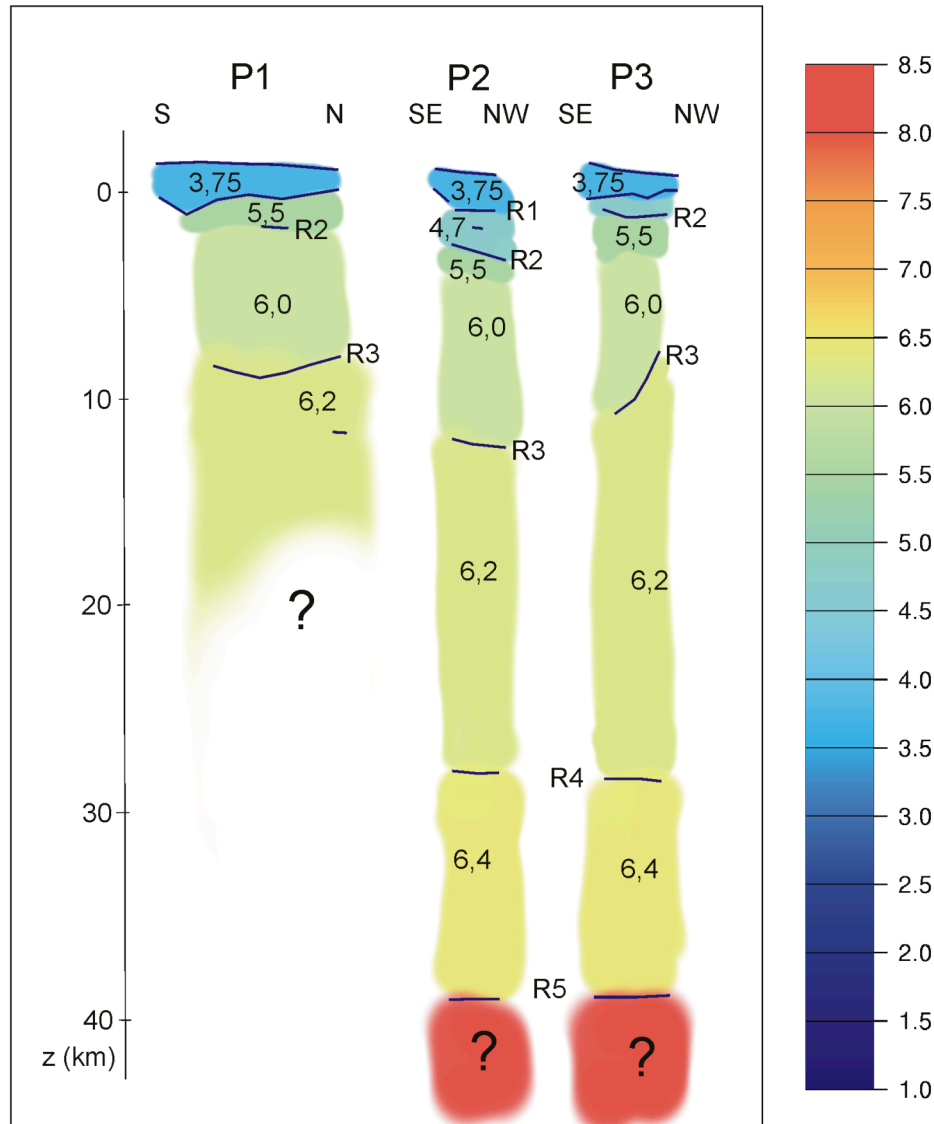 P1 P2 P3
S N SE NW SE NW
3,75 3,75 3,75
0
5,5 R1 R2
R2 4,7 5,5
5,5 R2
6,0 6,0 6,0
R3 R3
10 6,2
R3
6,2 6,2
20 ?
R4
30
6,4 6,4
R5
40
z (km) ? ?
8.5
8.0
7.5
7.0
6.5
6.0
5.5
5.0
4.5
4.0
3.5
3.0
2.5
2.0
1.5
1.0